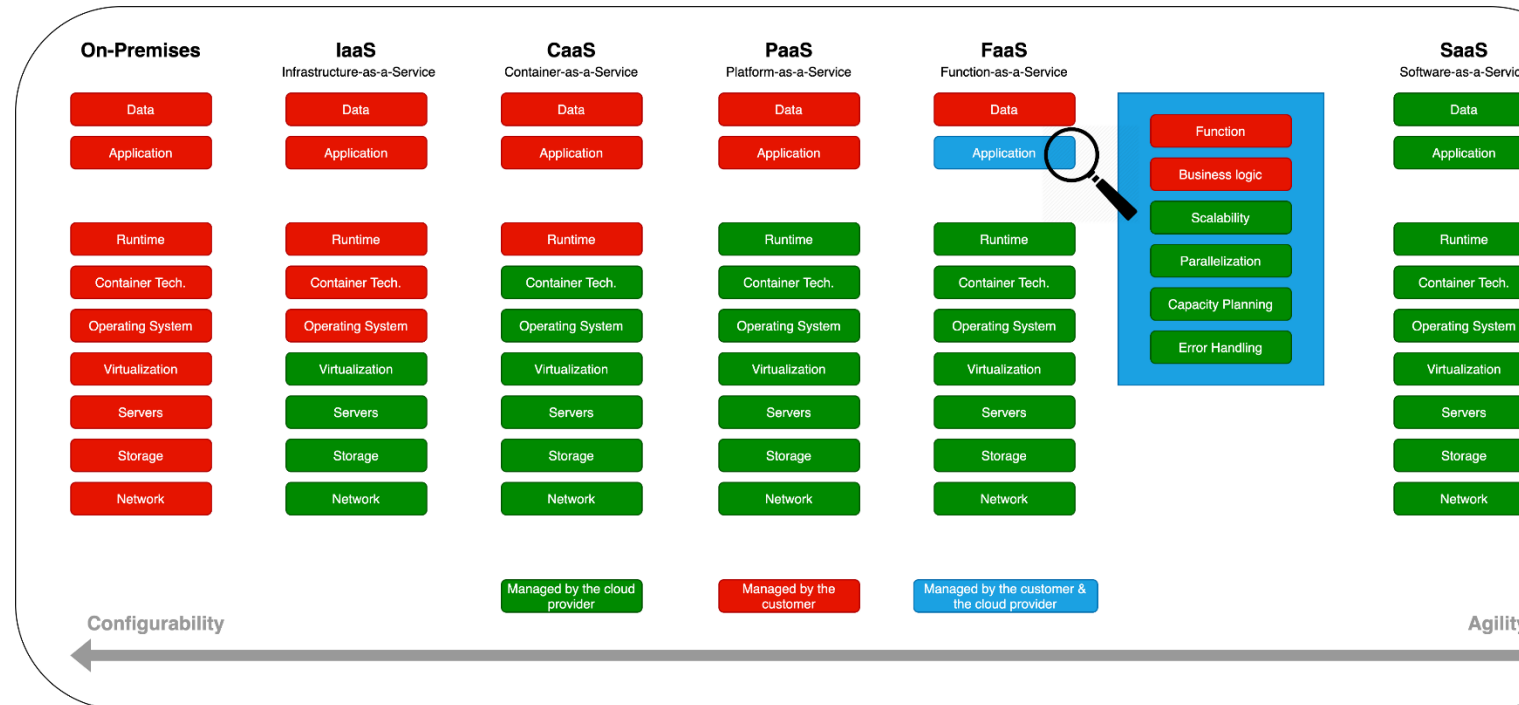 On-Premises
Data
Application
Runtime
Container Tech.
Operating System
Virtualization
Servers
Storage
Network
IaaS
Infrastructure-as-a-Service
Data
Application
Runtime
Container Tech.
Operating System
Virtualization
Servers
Storage
Network
CaaS
Container-as-a-Service
Data
Application
Runtime
Container Tech.
Operating System
Virtualization
Servers
Storage
Network
PaaS
Platform-as-a-Service
Data
Application
Runtime
Container Tech.
Operating System
Virtualization
Servers
Storage
Network
FaaS
Function-as-a-Service
Data
Application
Runtime
Container Tech.
Operating System
Virtualization
Servers
Storage
Network
Function
Business logic
Scalability
Parallelization
Capacity Planning
Error Handling
SaaS
Software-as-a-Servic
Data
Application
Runtime
Container Tech.
Operating System
Virtualization
Servers
Storage
Network
Managed by the cloud
provider
Managed by the
customer
Managed by the customer &
the cloud provider
Configurability
Agility